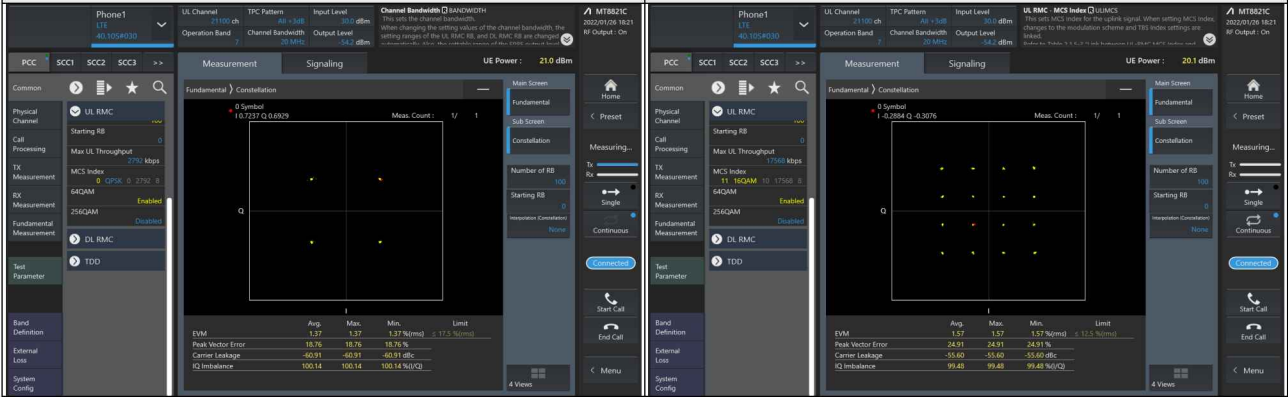 Phone1
LTE
40.10S#030
UL Channel
21100 ch
TPC Pattern
All +3dB
Input Level
30.0 dBm
Operation Band
7
Channel Bandwidth
20 MHz
Output Level
-54.2 dBm
Channel Bandwidth BANDWIDTH
This sets the channel bandwidth.
When changing the setting values of the channel bandwidth, the
setting ranges of the UL RMC RB, and DL RMC RB are changed
MT8821C
2022/01/26 18:21
RF Output : On
PCC SCC1 SCC2 SCC3 >>
Measurement Signaling UE Power : 21.0 dBm
Common
Physical
Channel
Call
Processing
TX
Measurement
RX
Measurement
Fundamental
Measurement
Test
Parameter
Band
Definition
External
Loss
System
Config
UL RMC
100
Starting RB
0
Max UL Throughput
2792 kbps
MCS Index
0 QPSK 0 2792 8
64QAM
Enabled
256QAM
Disabled
DL RMC
TDD
Fundamental > Constellation
0 Symbol
I 0.7237 Q 0.6929 Meas. Count : 1/ 1
Q
I
Avg. Max. Min. Limit
EVM 1.37 1.37 1.37 %(rms) ≤ 17.5 %(rms)
Peak Vector Error 18.76 18.76 18.76 %
Carrier Leakage -60.91 -60.91 -60.91 dBc
IQ Imbalance 100.14 100.14 100.14 %(I/Q)
Main Screen
Fundamental
Sub Screen
Constellation
Number of RB
100
Starting RB
0
Interpolation (Constellation)
None
4 Views
Home
< Preset
Measuring...
Tx
Rx
Single
Continuous
Connected
Start Call
End Call
< Menu
Phone1
LTE
40.10S#030
UL Channel
21100 ch
TPC Pattern
All +3dB
Input Level
30.0 dBm
Operation Band
7
Channel Bandwidth
20 MHz
Output Level
-54.2 dBm
UL RMC - MCS Index ULIMCS
This sets MCS index for the uplink signal. When setting MCS Index,
changes to the modulation scheme and TBS Index settings are
linked.
MT8821C
2022/01/26 18:21
RF Output : On
PCC SCC1 SCC2 SCC3 >>
Measurement Signaling UE Power : 20.1 dBm
Common
Physical
Channel
Call
Processing
TX
Measurement
RX
Measurement
Fundamental
Measurement
Test
Parameter
Band
Definition
External
Loss
System
Config
UL RMC
100
Starting RB
0
Max UL Throughput
17568 kbps
MCS Index
11 16QAM 10 17568 8
64QAM
Enabled
256QAM
Disabled
DL RMC
TDD
Fundamental > Constellation
0 Symbol
I -0.2884 Q -0.3076 Meas. Count : 1/ 1
Q
I
Avg. Max. Min. Limit
EVM 1.57 1.57 1.57 %(rms) ≤ 12.5 %(rms)
Peak Vector Error 24.91 24.91 24.91 %
Carrier Leakage -55.60 -55.60 -55.60 dBc
IQ Imbalance 99.48 99.48 99.48 %(I/Q)
Main Screen
Fundamental
Sub Screen
Constellation
Number of RB
100
Starting RB
0
Interpolation (Constellation)
None
4 Views
Home
< Preset
Measuring...
Tx
Rx
Single
Continuous
Connected
Start Call
End Call
< Menu